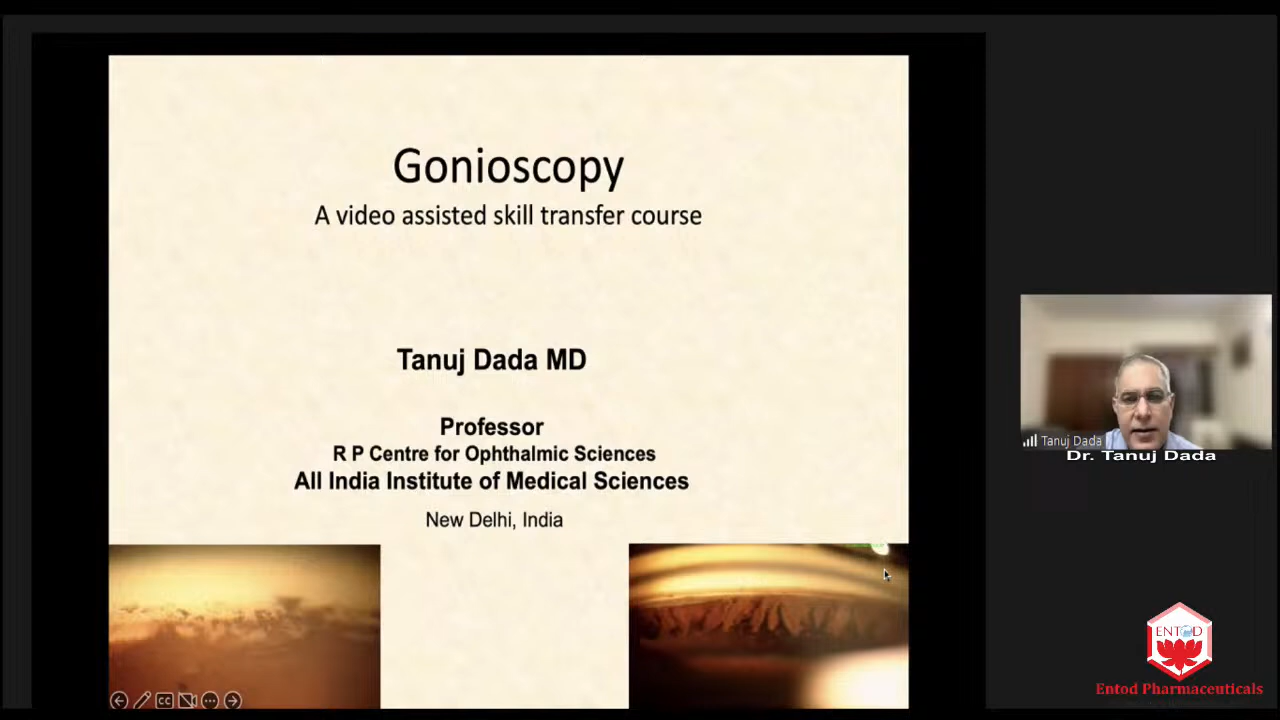 Gonioscopy
A video assisted skill transfer course
Tanuj Dada MD
Professor
R P Centre for Ophthalmic Sciences
All India Institute of Medical Sciences
New Delhi, India
CC
Tanuj Dada
Dr. Tanuj Dada
ENTOD
Entod Pharmaceuticals